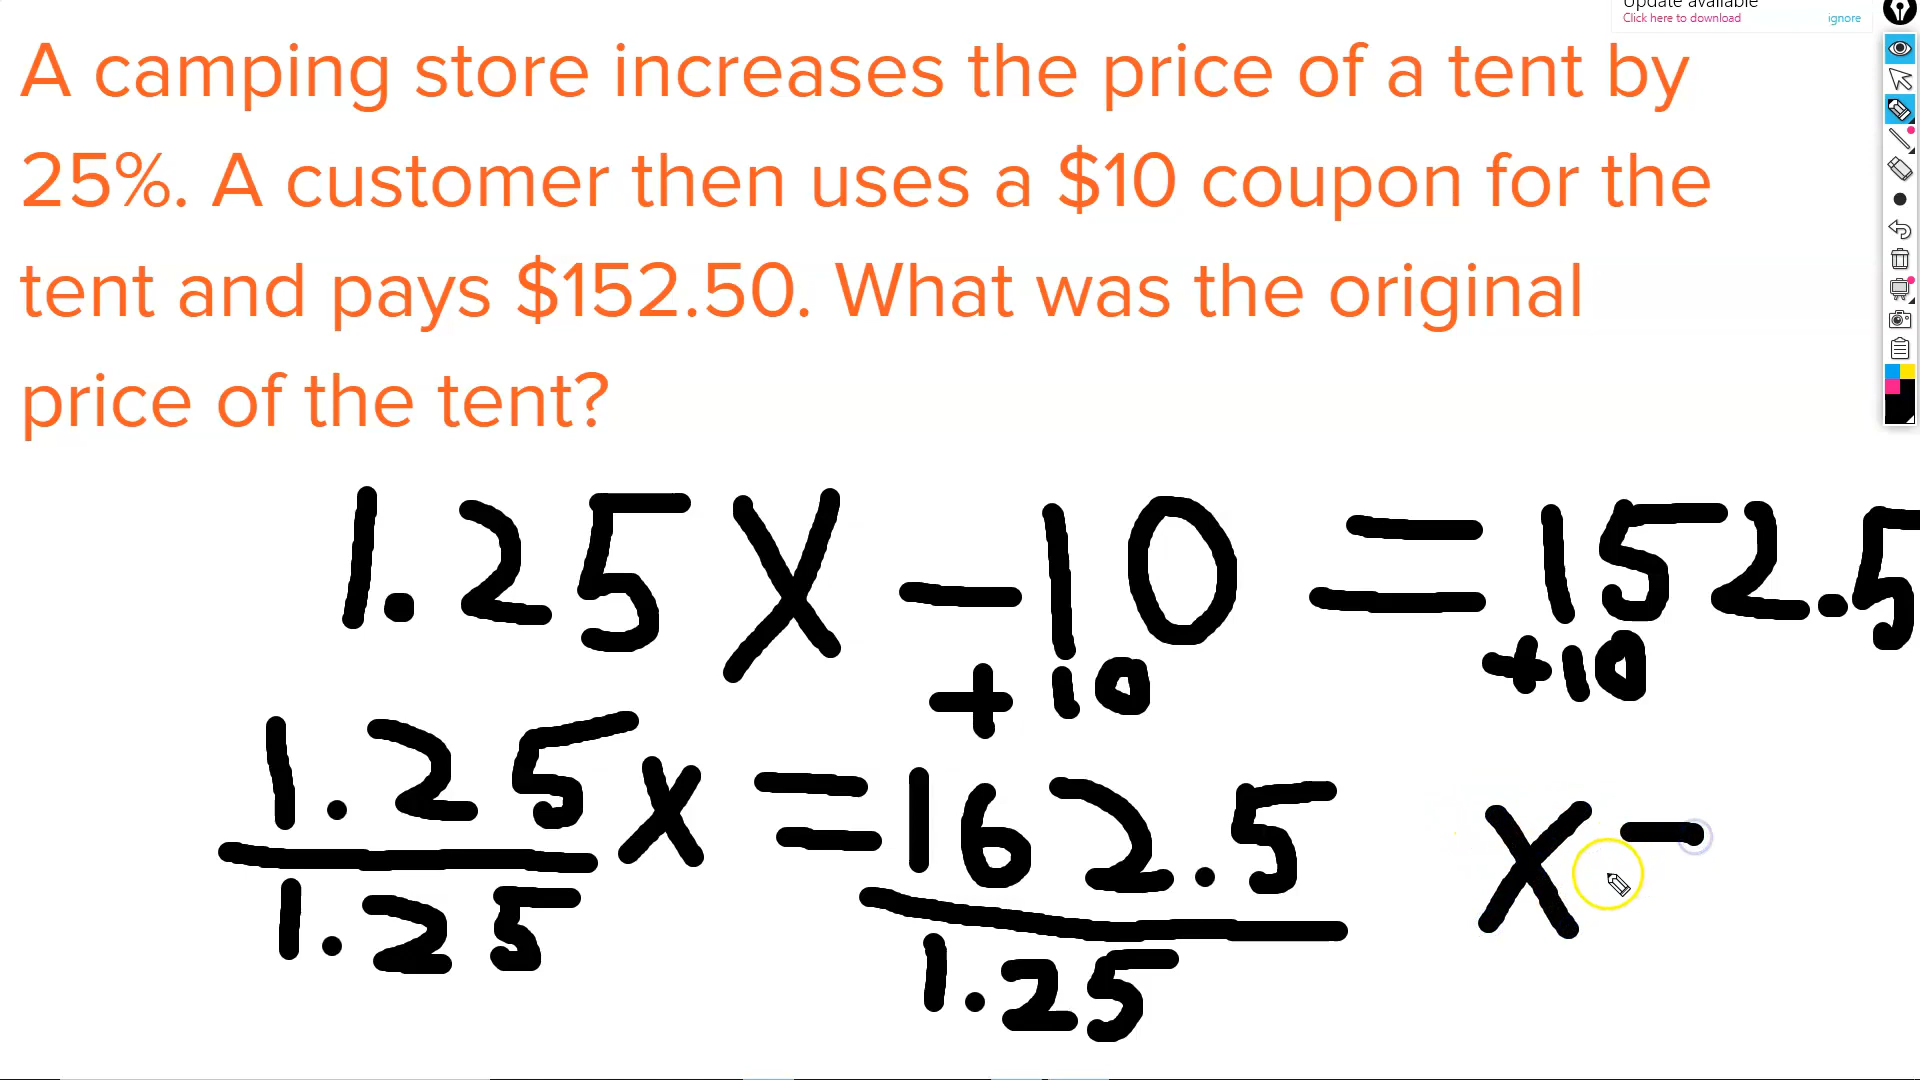 Update available
Click here to download ignore
A camping store increases the price of a tent by
25%. A customer then uses a $10 coupon for the
tent and pays $152.50. What was the original
price of the tent?
1.25X -10 = 152.5
+10 +10
1.25x = 162.5
1.25 1.25
X -